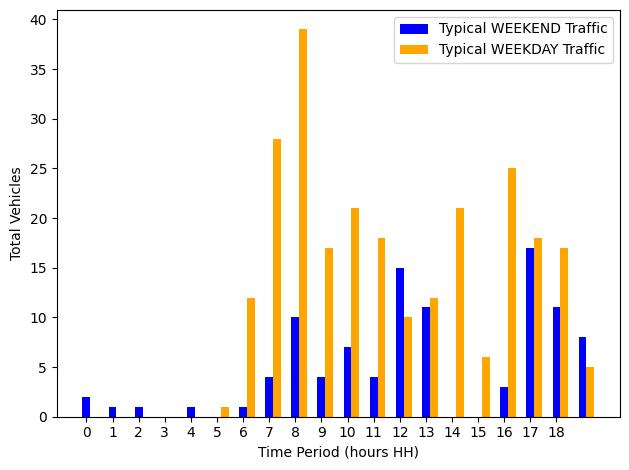 Typical WEEKEND Traffic
Typical WEEKDAY Traffic
40
35
30
25
20
15
10
5
0
Total Vehicles
0 1 2 3 4 5 6 7 8 9 10 11 12 13 14 15 16 17 18
Time Period (hours HH)